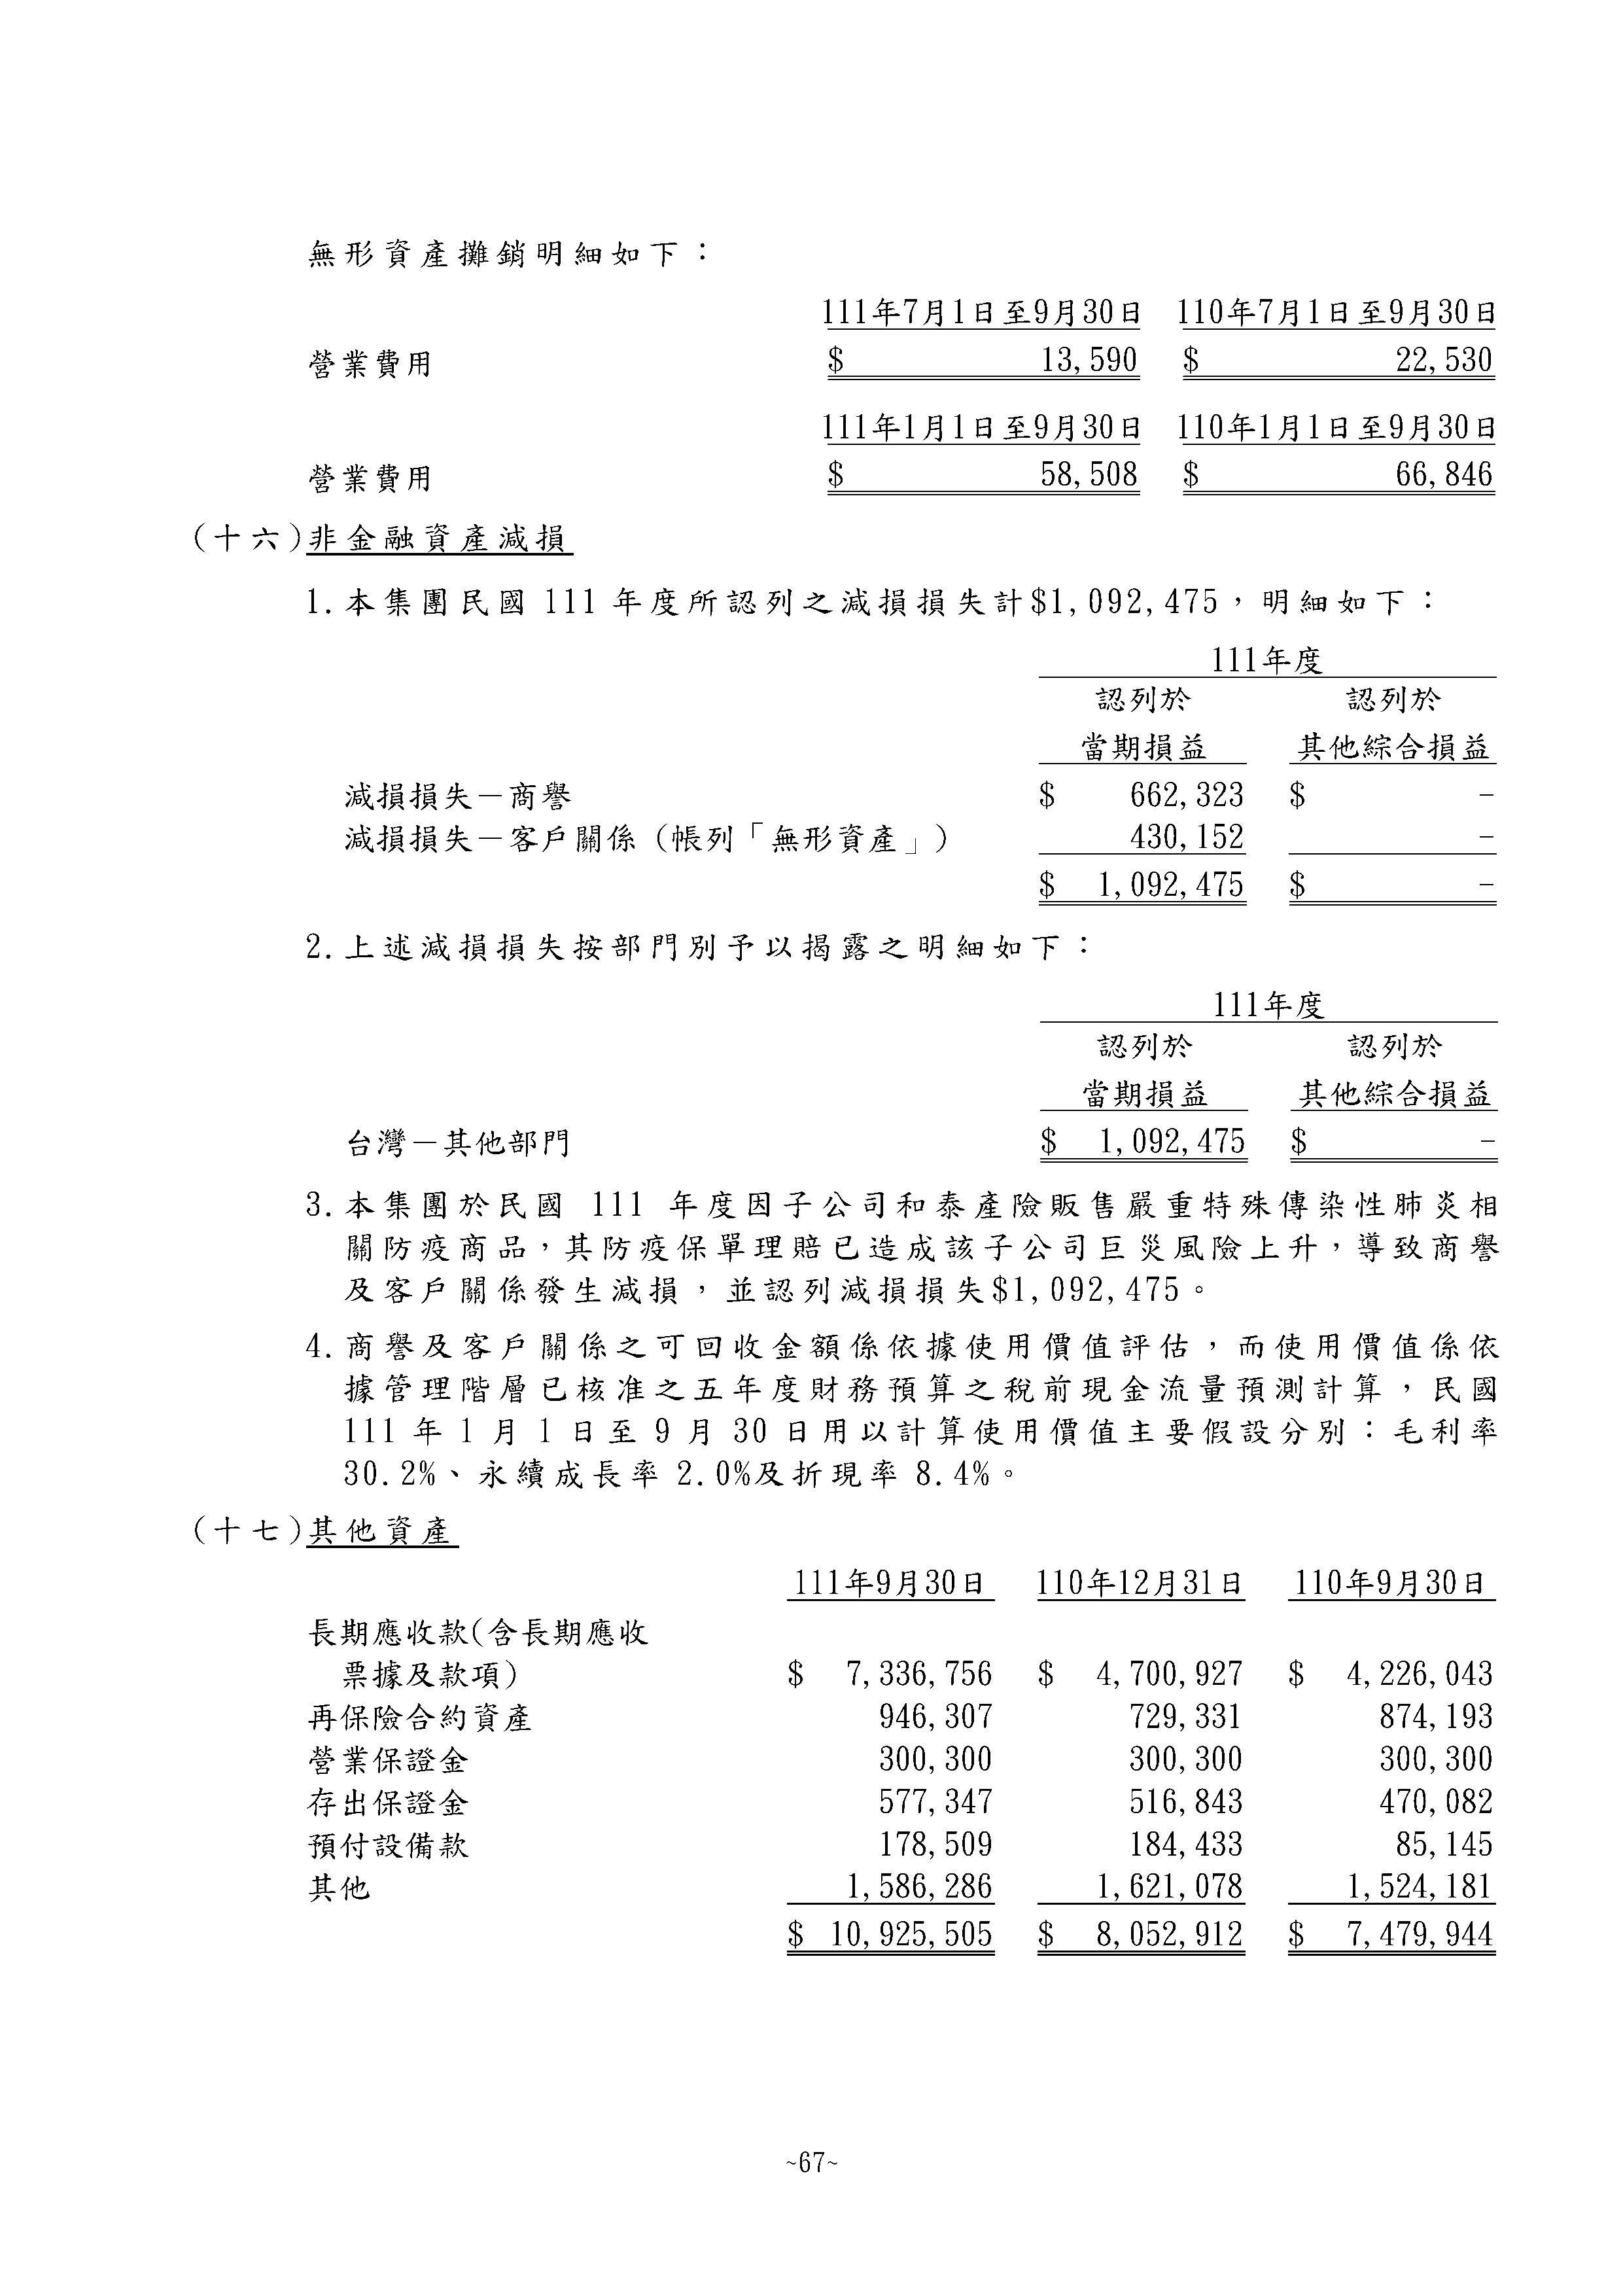 無形資產攤銷明細如下：
111年7月1日至9月30日 110年7月1日至9月30日
營業費用 $ 13,590 $ 22,530
111年1月1日至9月30日 110年1月1日至9月30日
營業費用 $ 58,508 $ 66,846
(十六)非金融資產減損
1.本集團民國 111 年度所認列之減損損失計$1,092,475，明細如下：
111年度
認列於 認列於
當期損益 其他綜合損益
減損損失－商譽 $ 662,323 $ -
減損損失－客戶關係（帳列「無形資產」） 430,152 -
$ 1,092,475 $ -
2.上述減損損失按部門別予以揭露之明細如下：
111年度
認列於 認列於
當期損益 其他綜合損益
台灣－其他部門 $ 1,092,475 $ -
3.本集團於民國 111 年度因子公司和泰產險販售嚴重特殊傳染性肺炎相
關防疫商品，其防疫保單理賠已造成該子公司巨災風險上升，導致商譽
及客戶關係發生減損，並認列減損損失$1,092,475。
4.商譽及客戶關係之可回收金額係依據使用價值評估，而使用價值係依
據管理階層已核准之五年度財務預算之稅前現金流量預測計算，民國
111 年 1 月 1 日至 9 月 30 日用以計算使用價值主要假設分別：毛利率
30.2%、永續成長率 2.0%及折現率 8.4%。
(十七)其他資產
111年9月30日 110年12月31日 110年9月30日
長期應收款(含長期應收
票據及款項) $ 7,336,756 $ 4,700,927 $ 4,226,043
再保險合約資產 946,307 729,331 874,193
營業保證金 300,300 300,300 300,300
存出保證金 577,347 516,843 470,082
預付設備款 178,509 184,433 85,145
其他 1,586,286 1,621,078 1,524,181
$ 10,925,505 $ 8,052,912 $ 7,479,944
~67~